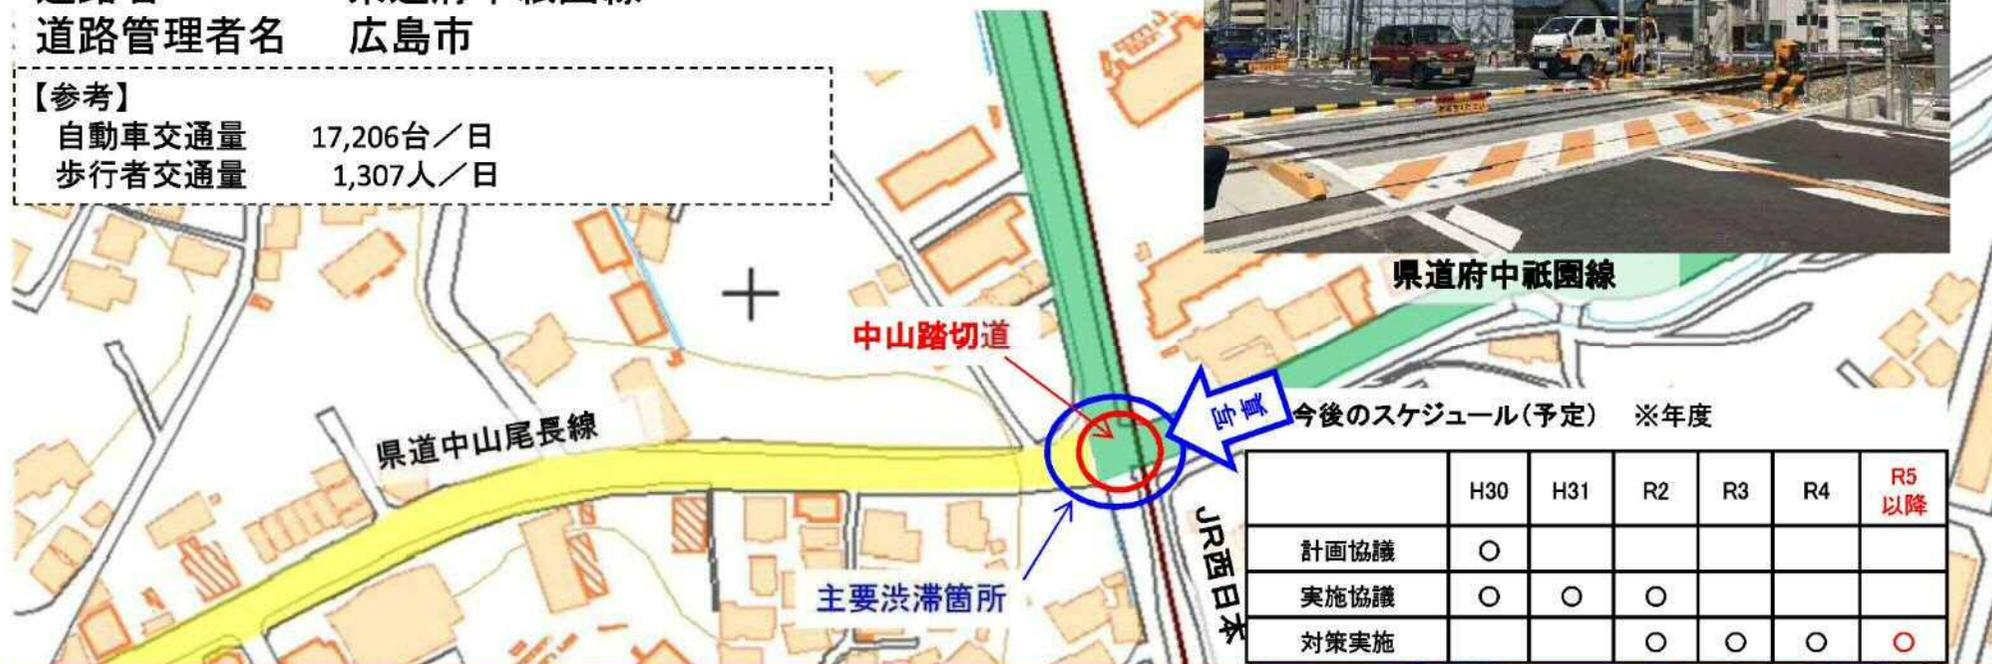 道路管理者名 広島市
【参考】
自動車交通量 17,206台／日
歩行者交通量 1,307人／日
県道府中祇園線
中山踏切道
写真
県道中山尾長線
主要渋滞箇所
JR西日本
今後のスケジュール(予定) ※年度
H30 H31 R2 R3 R4 R5以降
計画協議 ○
実施協議 ○ ○ ○
対策実施 ○ ○ ○ ○